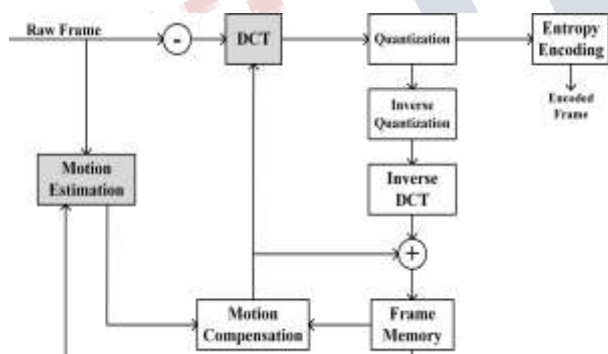 Raw Frame
-
DCT
Quantization
Entropy
Encoding
Encoded
Frame
Inverse
Quantization
Motion
Estimation
Inverse
DCT
+
Motion
Compensation
Frame
Memory